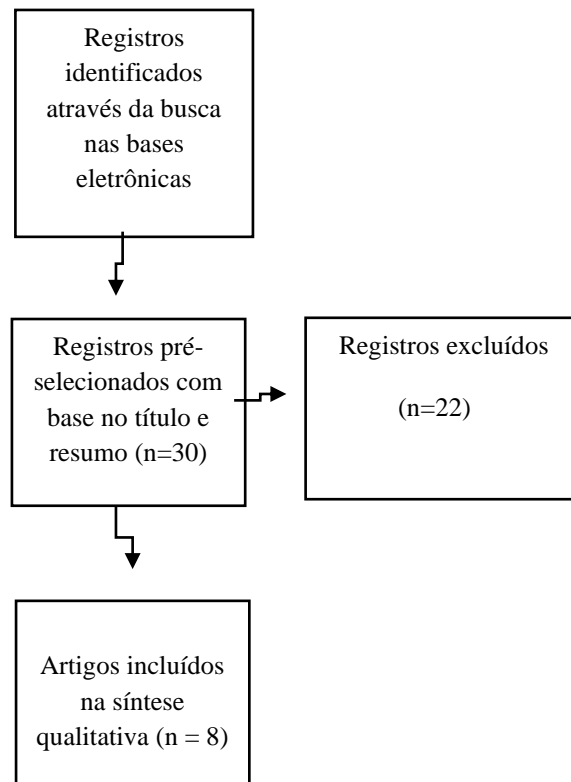 Registros
identificados
através da busca
nas bases
eletrônicas
Registros pré-
selecionados com
base no título e
resumo (n=30)
Registros excluídos
(n=22)
Artigos incluídos
na síntese
qualitativa (n = 8)